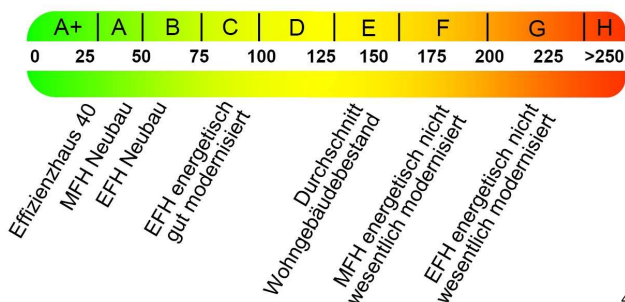 A+ A B C D E F G H
0 25 50 75 100 125 150 175 200 225 >250
Effizienzhaus 40
MFH Neubau
EFH Neubau
EFH energetisch
gut modernisiert
Durchschnitt
Wohngebäudebestand
MFH energetisch nicht
wesentlich modernisiert
EFH energetisch nicht
wesentlich modernisiert